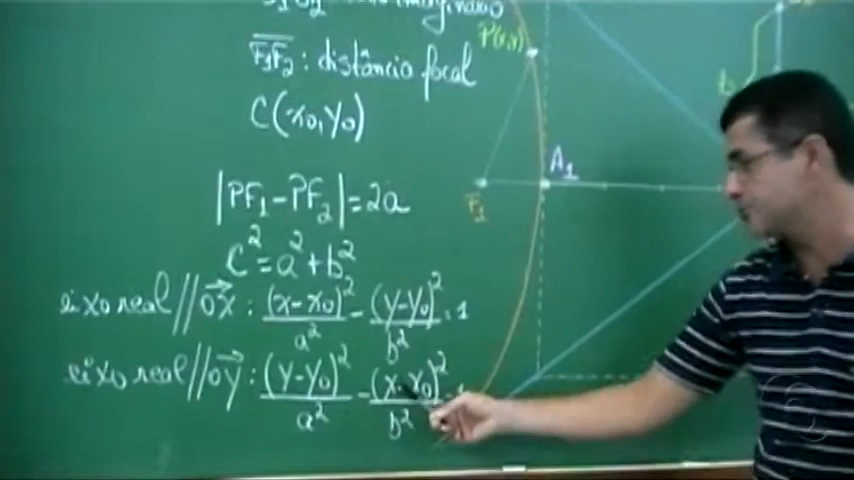 F₁F₂ : distância focal
C(x₀,y₀)
P(x,y)
|PF₁-PF₂|=2a
A₁
F₁
b
c²=a²+b²
eixo real//OX : (x-x₀)²/a² - (y-y₀)²/b² = 1
eixo real//OY : (y-y₀)²/a² - (x-x₀)²/b² = 1